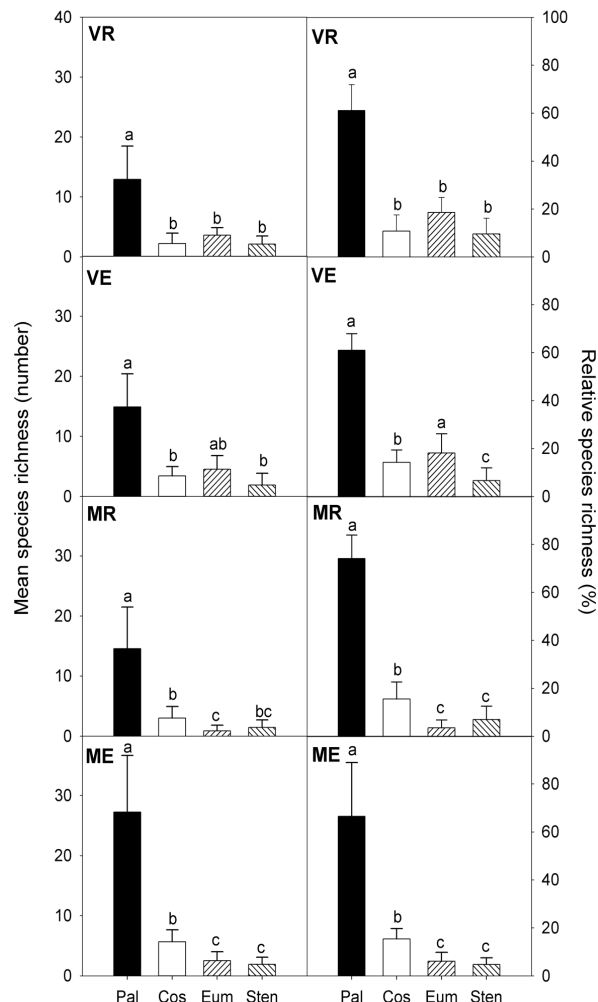 40
100
VR
VR
a
a
30
80
20
60
40
10
b
b
b
b
b
b
20
0
0
VE
VE
80
30
a
a
60
20
40
a
10
b
ab
b
b
c
20
0
0
MR
MR
a
80
30
a
60
20
40
10
b
b
c
bc
c
c
20
0
0
ME
a
ME
a
80
30
60
20
40
10
b
b
c
c
c
c
20
0
0
Pal Cos Eum Sten
Pal Cos Eum Sten
Mean species richness (number)
Relative species richness (%)